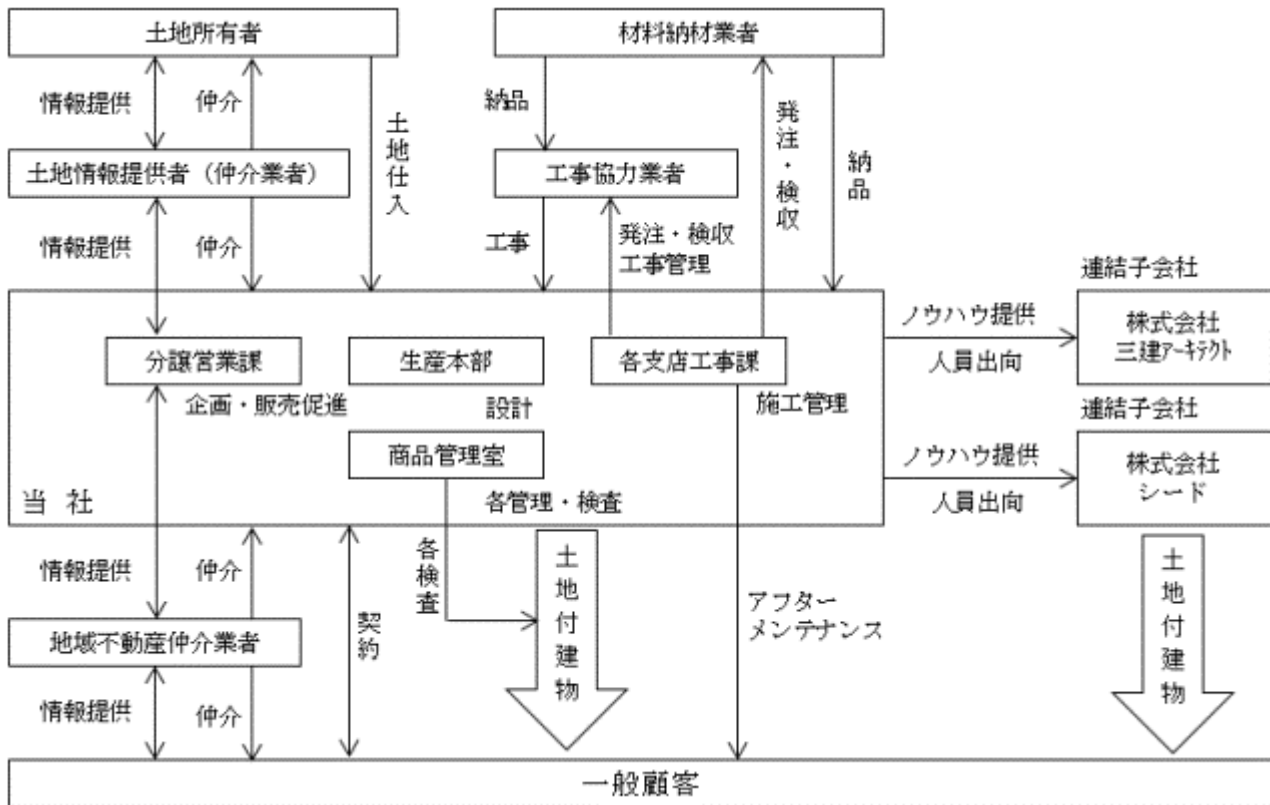 土地所有者
材料納材業者
情報提供
仲介
土地仕入
納品
発注・検収
納品
土地情報提供者（仲介業者）
工事協力業者
情報提供
仲介
工事
発注・検収
工事管理
連結子会社
ノウハウ提供
人員出向
株式会社
三建ｱｰｷﾃｸﾄ
分譲営業課
生産本部
各支店工事課
企画・販売促進
設計
施工管理
連結子会社
商品管理室
ノウハウ提供
人員出向
株式会社
シード
当 社
各管理・検査
情報提供
仲介
契約
各検査
土地付建物
アフター
メンテナンス
土地付建物
地域不動産仲介業者
情報提供
仲介
一般顧客